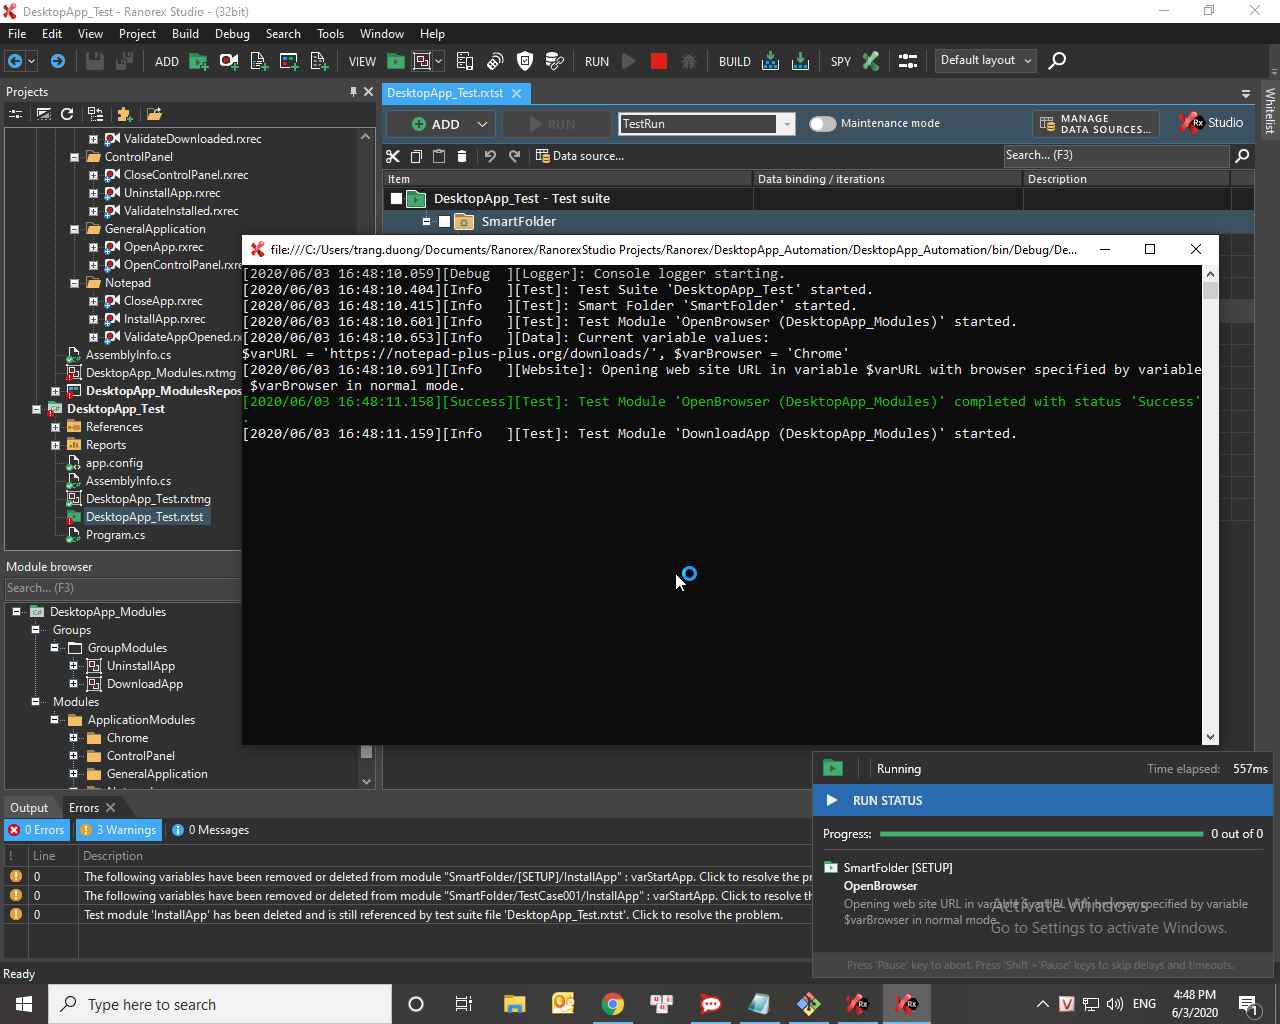 DesktopApp_Test - Ranorex Studio - (32bit)
File Edit View Project Build Debug Search Tools Window Help
ADD VIEW RUN BUILD SPY Default layout
Projects
DesktopApp_Test.rxtst
ADD RUN TestRun Maintenance mode MANAGE DATA SOURCES... Rx Studio
Data source... Search... (F3)
Item Data binding / iterations Description
DesktopApp_Test - Test suite
SmartFolder
ValidateDownloaded.rxrec
ControlPanel
CloseControlPanel.rxrec
UninstallApp.rxrec
ValidateInstalled.rxrec
GeneralApplication
OpenApp.rxrec
OpenControlPanel.rxre
Notepad
CloseApp.rxrec
InstallApp.rxrec
ValidateAppOpened.rx
AssemblyInfo.cs
DesktopApp_Modules.rxtmg
DesktopApp_ModulesRepos
DesktopApp_Test
References
Reports
app.config
AssemblyInfo.cs
DesktopApp_Test.rxtmg
DesktopApp_Test.rxtst
Program.cs
file:///C:/Users/trang.duong/Documents/Ranorex/RanorexStudio Projects/Ranorex/DesktopApp_Automation/DesktopApp_Automation/bin/Debug/De...
[2020/06/03 16:48:10.059][Debug ][Logger]: Console logger starting.
[2020/06/03 16:48:10.404][Info ][Test]: Test Suite 'DesktopApp_Test' started.
[2020/06/03 16:48:10.415][Info ][Test]: Smart Folder 'SmartFolder' started.
[2020/06/03 16:48:10.601][Info ][Test]: Test Module 'OpenBrowser (DesktopApp_Modules)' started.
[2020/06/03 16:48:10.653][Info ][Data]: Current variable values:
$varURL = 'https://notepad-plus-plus.org/downloads/', $varBrowser = 'Chrome'
[2020/06/03 16:48:10.691][Info ][Website]: Opening web site URL in variable $varURL with browser specified by variable
$varBrowser in normal mode.
[2020/06/03 16:48:11.158][Success][Test]: Test Module 'OpenBrowser (DesktopApp_Modules)' completed with status 'Success'
.
[2020/06/03 16:48:11.159][Info ][Test]: Test Module 'DownloadApp (DesktopApp_Modules)' started.
Module browser
Search... (F3)
DesktopApp_Modules
Groups
GroupModules
UninstallApp
DownloadApp
Modules
ApplicationModules
Chrome
ControlPanel
GeneralApplication
Output Errors
0 Errors 3 Warnings 0 Messages
! Line Description
0 The following variables have been removed or deleted from module "SmartFolder/[SETUP]/InstallApp" : varStartApp. Click to resolve the pr
0 The following variables have been removed or deleted from module "SmartFolder/TestCase001/InstallApp" : varStartApp. Click to resolve th
0 Test module 'InstallApp' has been deleted and is still referenced by test suite file 'DesktopApp_Test.rxtst'. Click to resolve the problem.
Running Time elapsed: 557ms
RUN STATUS
Progress: 0 out of 0
SmartFolder [SETUP]
OpenBrowser
Opening web site URL in variable $varURL with browser specified by variable
$varBrowser in normal mode.
Activate Windows
Go to Settings to activate Windows.
Press 'Pause' key to abort. Press 'Shift + 'Pause' keys to skip delays and timeouts.
Ready
Type here to search
ENG
4:48 PM
6/3/2020
1